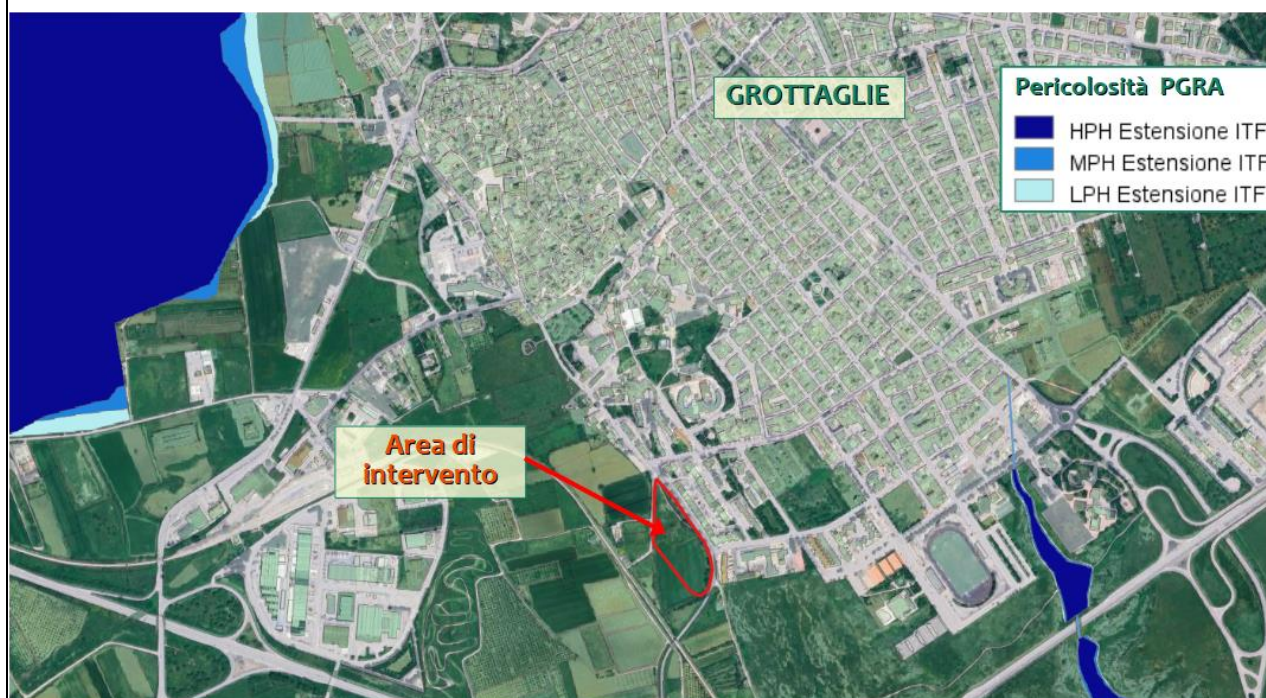 GROTTAGLIE
Pericolosità PGRA
HPH Estensione ITF
MPH Estensione ITF
LPH Estensione ITF
Area di
intervento